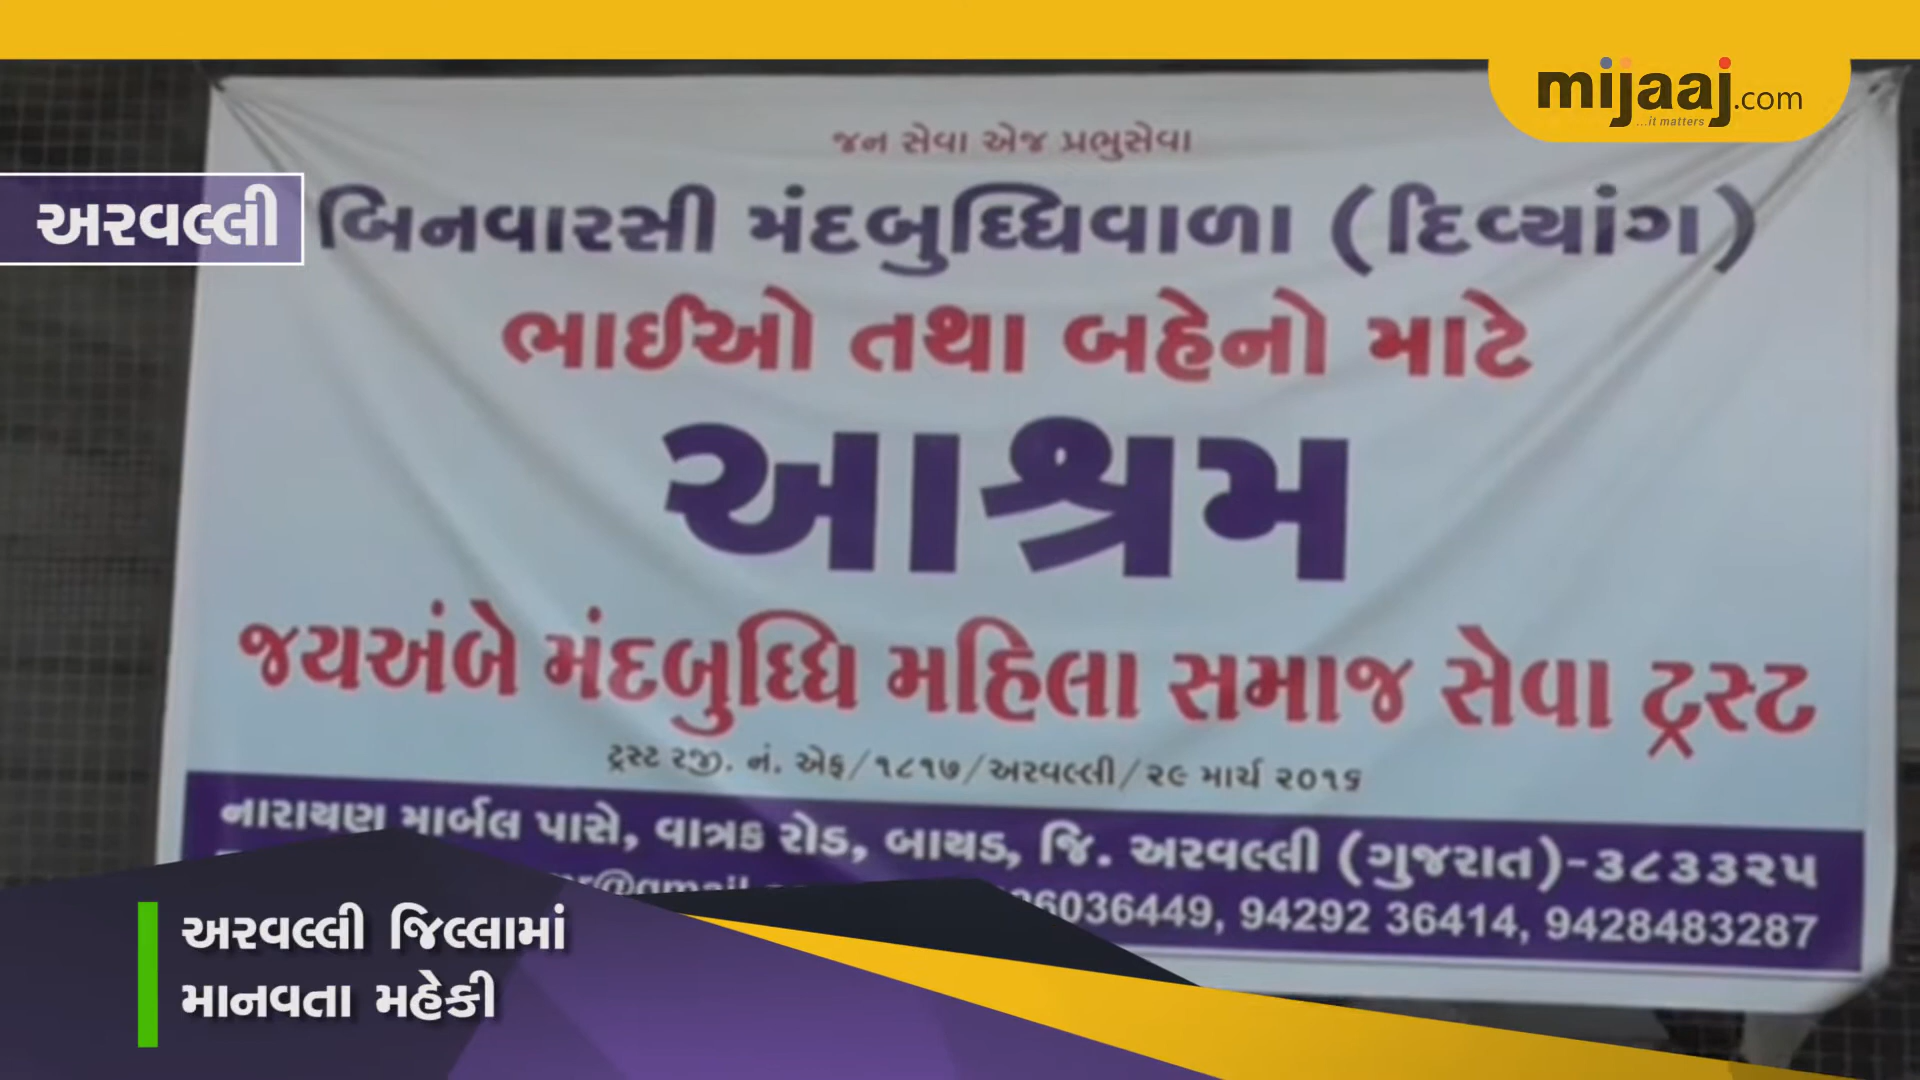 mijaaj.com
...it matters
જન સેવા એજ પ્રભુસેવા
અરવલ્લી
બિનવારસી મંદબુધ્ધિવાળા (દિવ્યાંગ)
ભાઈઓ તથા બહેનો માટે
આશ્રમ
જયઅંબે મંદબુધ્ધિ મહિલા સમાજ સેવા ટ્રસ્ટ
ટ્રસ્ટ રજી. નં. એફ/૧૮૧૭/અરવલ્લી/૨૯ માર્ચ ૨૦૧૬
નારાયણ માર્બલ પાસે, વાત્રક રોડ, બાયડ, જિ. અરવલ્લી (ગુજરાત)-૩૮૩૩૨૫
6036449, 94292 36414, 9428483287
અરવલ્લી જિલ્લામાં
માનવતા મહેકી